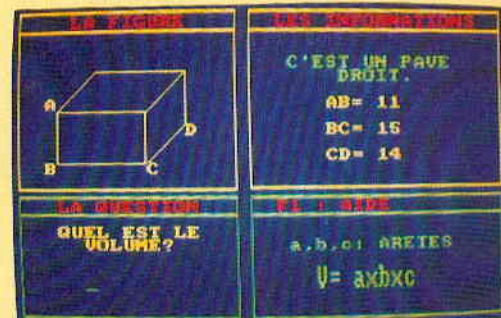 LA FIGURE
A
B
C
D
LES INFORMATIONS
C'EST UN PAVE
DROIT.
AB= 11
BC= 15
CD= 14
LA QUESTION
QUEL EST LE
VOLUME?
F1 : AIDE
a,b,c: ARETES
V= axbxc